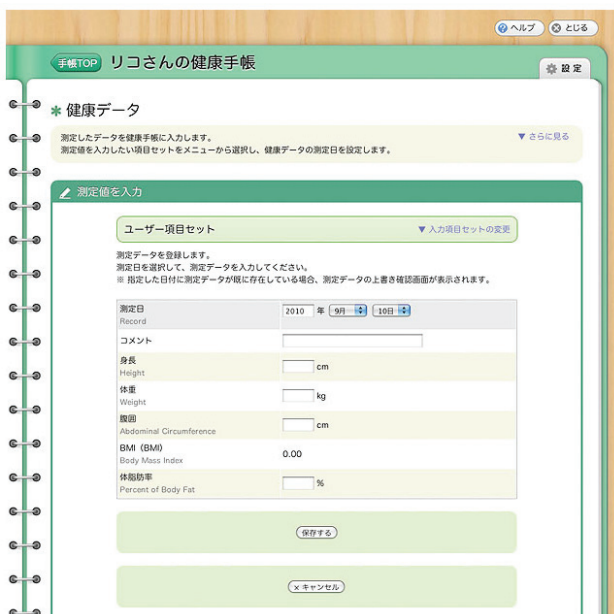 ヘルプ
とじる
手帳TOP リコさんの健康手帳
設定
* 健康データ
測定したデータを健康手帳に入力します。
測定値を入力したい項目セットをメニューから選択し、健康データの測定日を設定します。
▼ さらに見る
測定値を入力
ユーザー項目セット
▼ 入力項目セットの変更
測定データを登録します。
測定日を選択して、測定データを入力してください。
※ 指定した日付に測定データが既に存在している場合、測定データの上書き確認画面が表示されます。
測定日
Record
2010 年 9月 10日
コメント
身長
Height
cm
体重
Weight
kg
腹囲
Abdominal Circumference
cm
BMI（BMI）
Body Mass Index
0.00
体脂肪率
Percent of Body Fat
%
保存する
× キャンセル